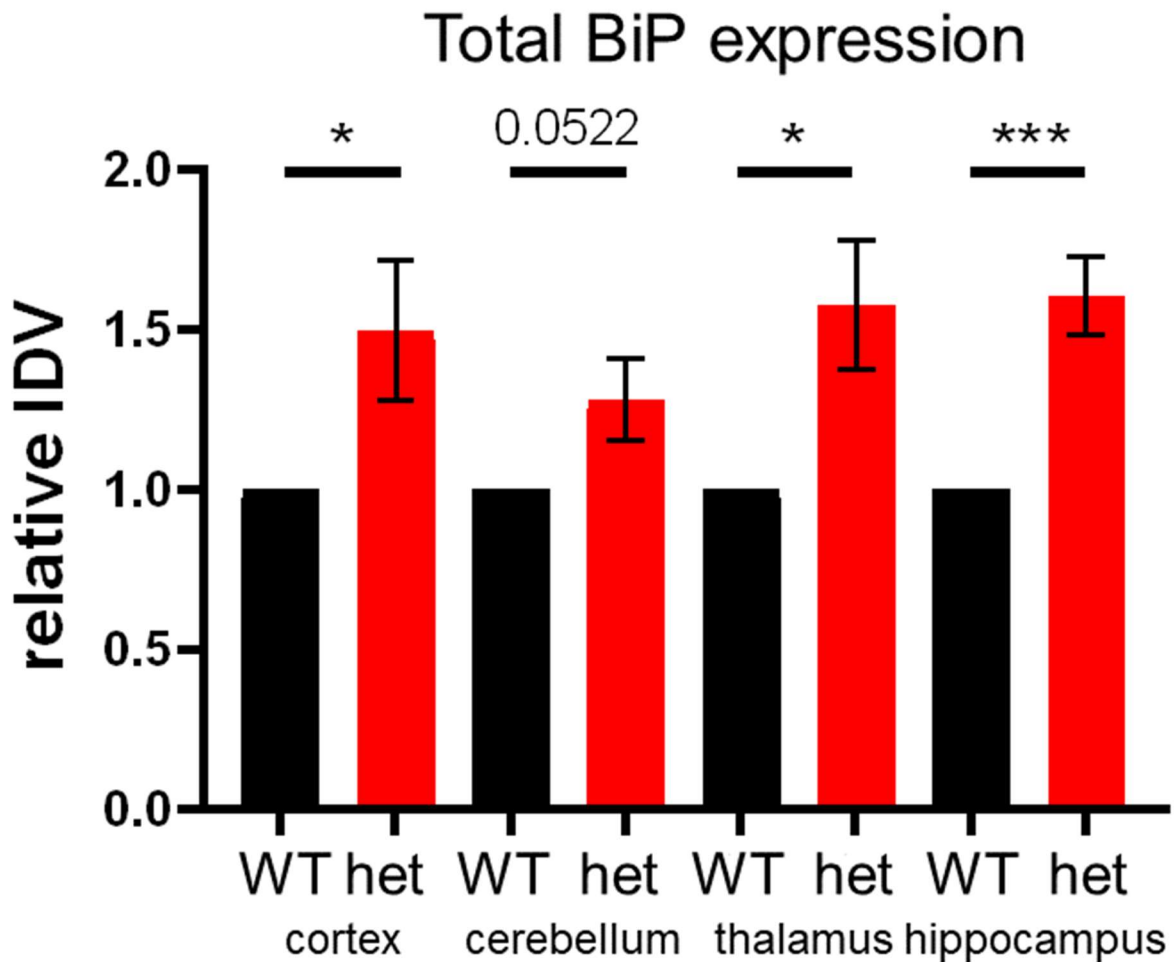 Total BiP expression
* 0.0522 * ***
2.0
1.5
1.0
0.5
0.0
relative IDV
WT het WT het WT het WT het
cortex cerebellum thalamus hippocampus